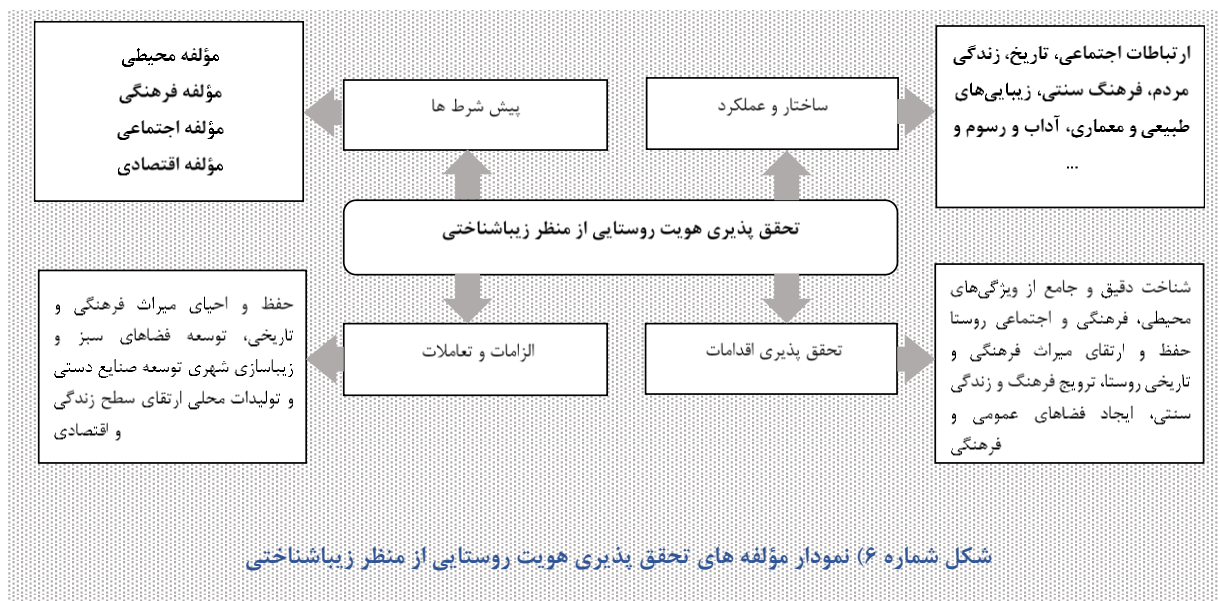 ارتباطات اجتماعی، تاریخ، زندگی
مردم، فرهنگ سنتی، زیبایی‌های
طبیعی و معماری، آداب و رسوم و
...
ساختار و عملکرد
پیش شرط ها
مؤلفه محیطی
مؤلفه فرهنگی
مؤلفه اجتماعی
مؤلفه اقتصادی
تحقق پذیری هویت روستایی از منظر زیباشناختی
شناخت دقیق و جامع از ویژگی‌های
محیطی، فرهنگی و اجتماعی روستا
حفظ و ارتقای میراث فرهنگی و
تاریخی روستا، ترویج فرهنگ و زندگی
سنتی، ایجاد فضاهای عمومی و
فرهنگی
تحقق پذیری اقدامات
الزامات و تعاملات
حفظ و احیای میراث فرهنگی و
تاریخی، توسعه فضاهای سبز و
زیباسازی شهری توسعه صنایع دستی
و تولیدات محلی ارتقای سطح زندگی
و اقتصادی
شکل شماره ۶) نمودار مؤلفه های تحقق پذیری هویت روستایی از منظر زیباشناختی